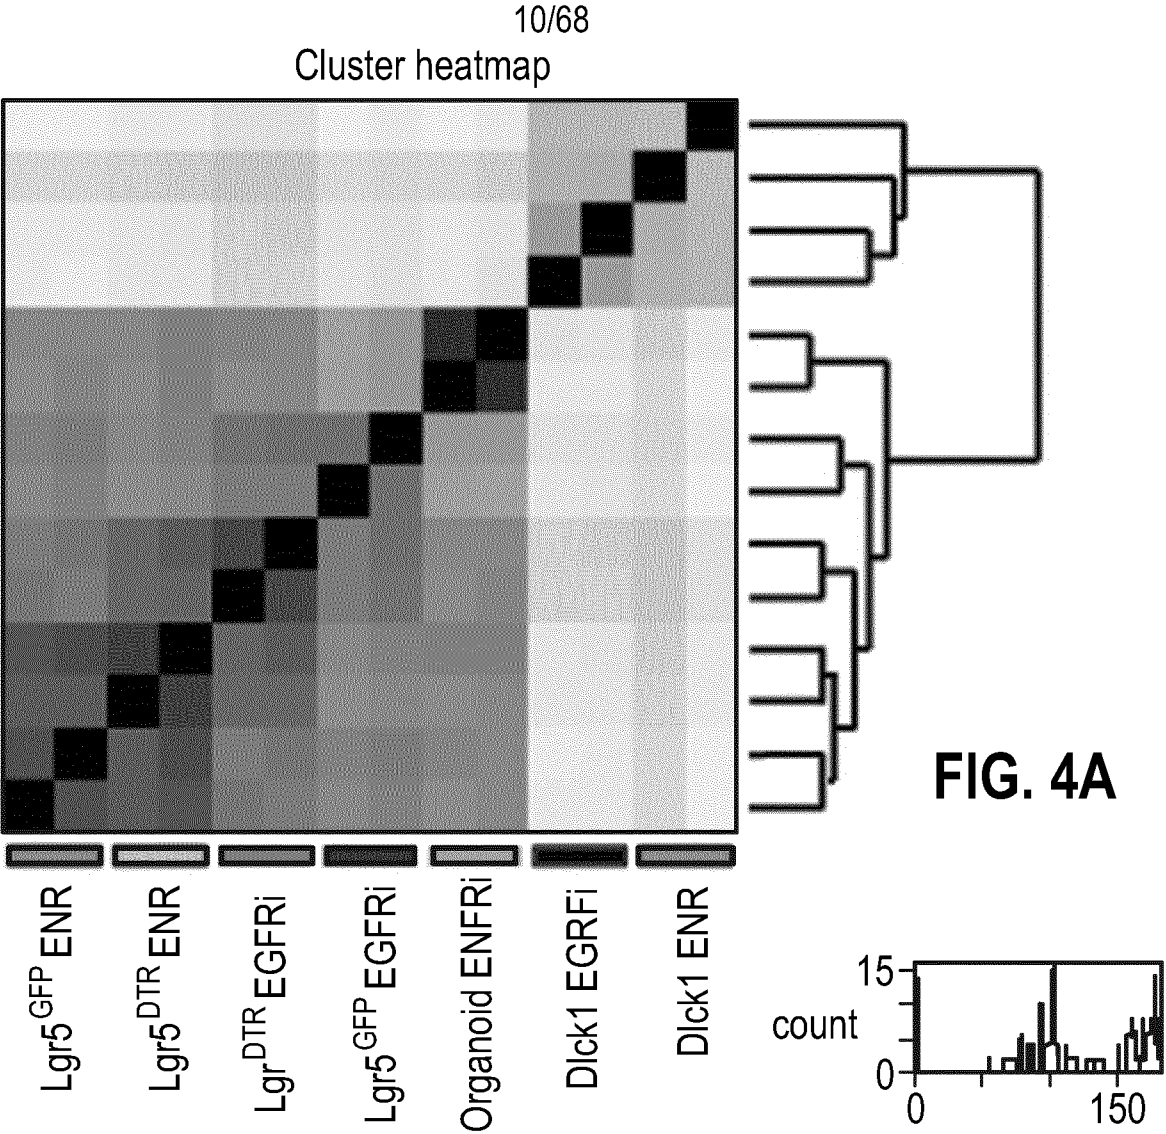 10/68
Cluster heatmap
FIG. 4A
Lgr5GFP ENR
Lgr5DTR ENR
LgrDTR EGFRi
Lgr5GFP EGFRi
Organoid ENFRi
Dlck1 EGRFi
Dlck1 ENR
15
count
0
0
150